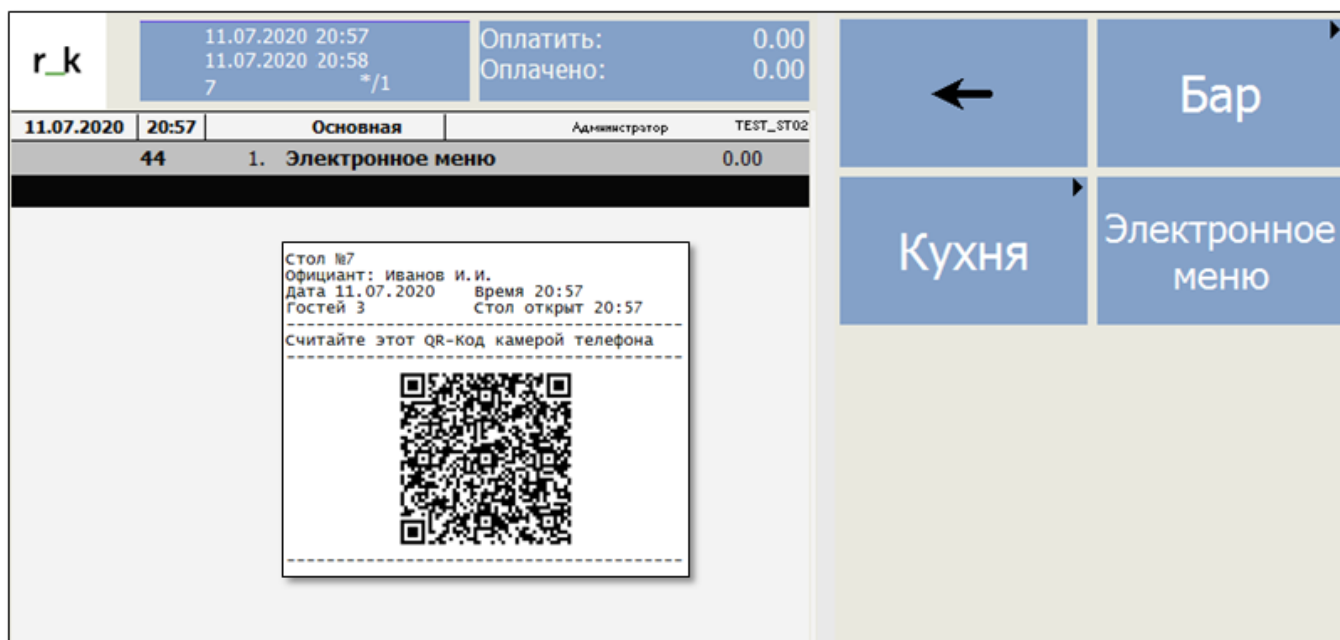 r_k
11.07.2020 20:57
11.07.2020 20:58
7 */1
Оплатить: 0.00
Оплачено: 0.00
11.07.2020 20:57 Основная Администратор TEST_ST02
44 1. Электронное меню 0.00
Стол №7
Официант: Иванов И.И.
Дата 11.07.2020 Время 20:57
Гостей 3 Стол открыт 20:57
------------------------------------------
Считайте этот QR-Код камерой телефона
------------------------------------------
------------------------------------------
Бар
Кухня
Электронное
меню